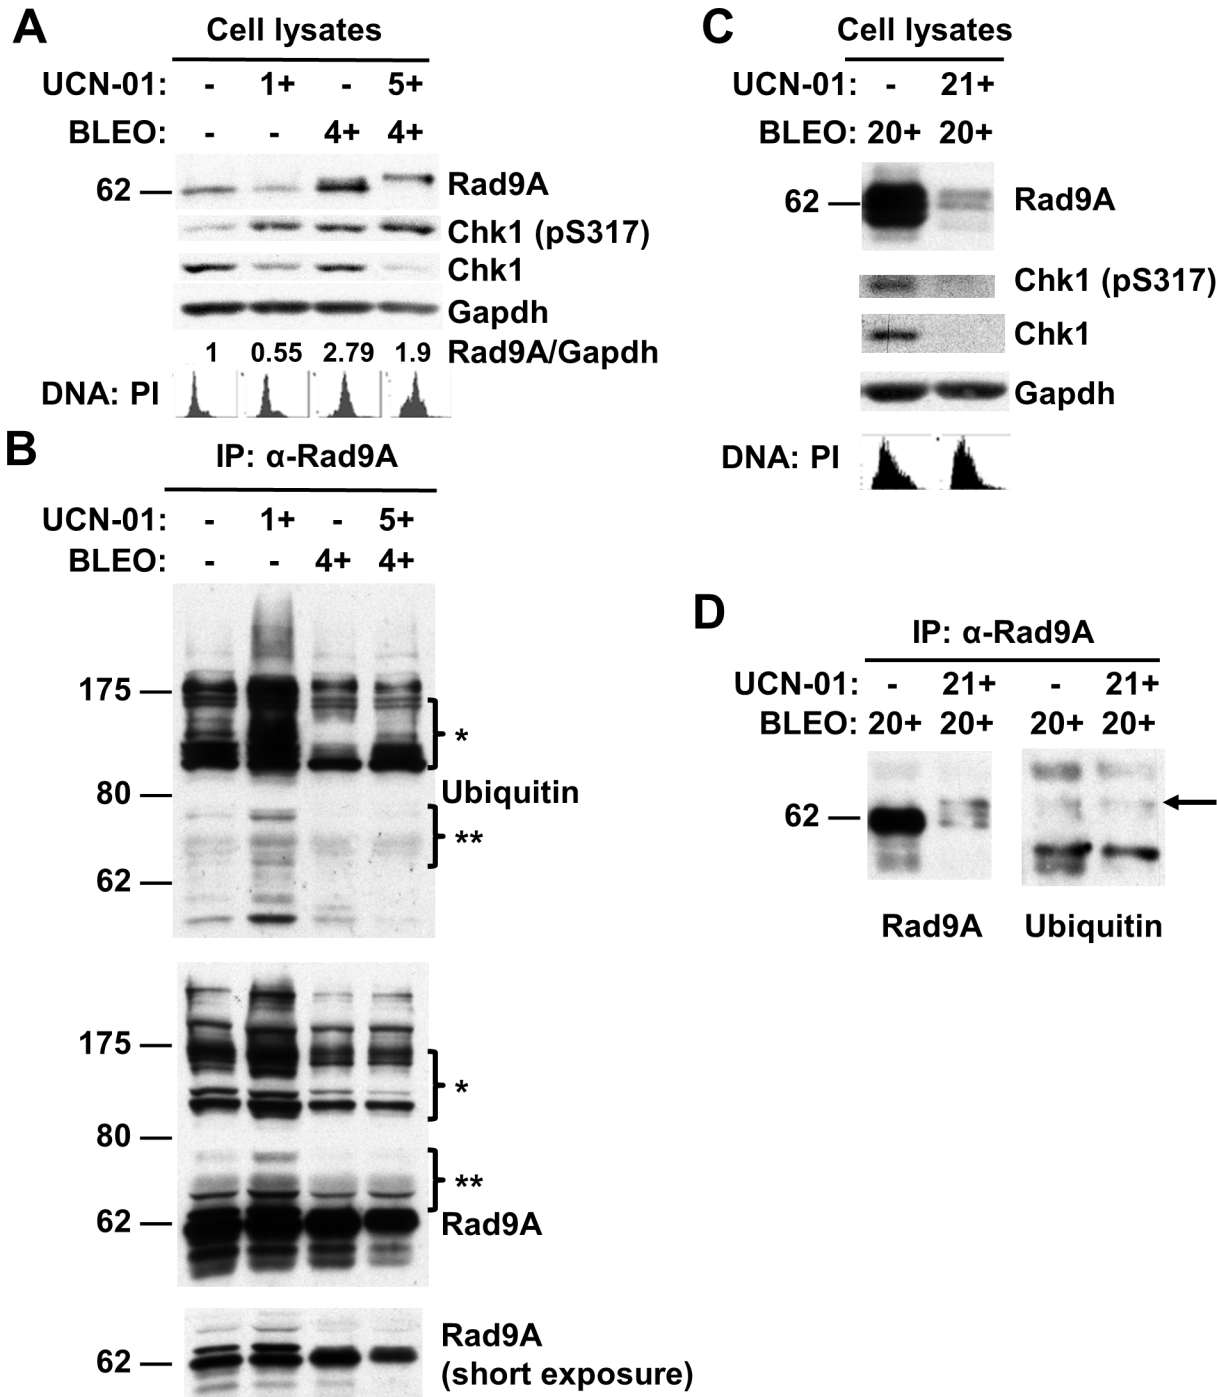 A
Cell lysates
UCN-01: - 1+ - 5+
BLEO: - - 4+ 4+
62
Rad9A
Chk1 (pS317)
Chk1
Gapdh
1 0.55 2.79 1.9 Rad9A/Gapdh
DNA: PI
B
IP: α-Rad9A
UCN-01: - 1+ - 5+
BLEO: - - 4+ 4+
175
*
80
Ubiquitin
**
62
175
*
80
**
62
Rad9A
Rad9A
62
(short exposure)
C
Cell lysates
UCN-01: - 21+
BLEO: 20+ 20+
62
Rad9A
Chk1 (pS317)
Chk1
Gapdh
DNA: PI
D
IP: α-Rad9A
UCN-01: - 21+ - 21+
BLEO: 20+ 20+ 20+ 20+
62
Rad9A Ubiquitin